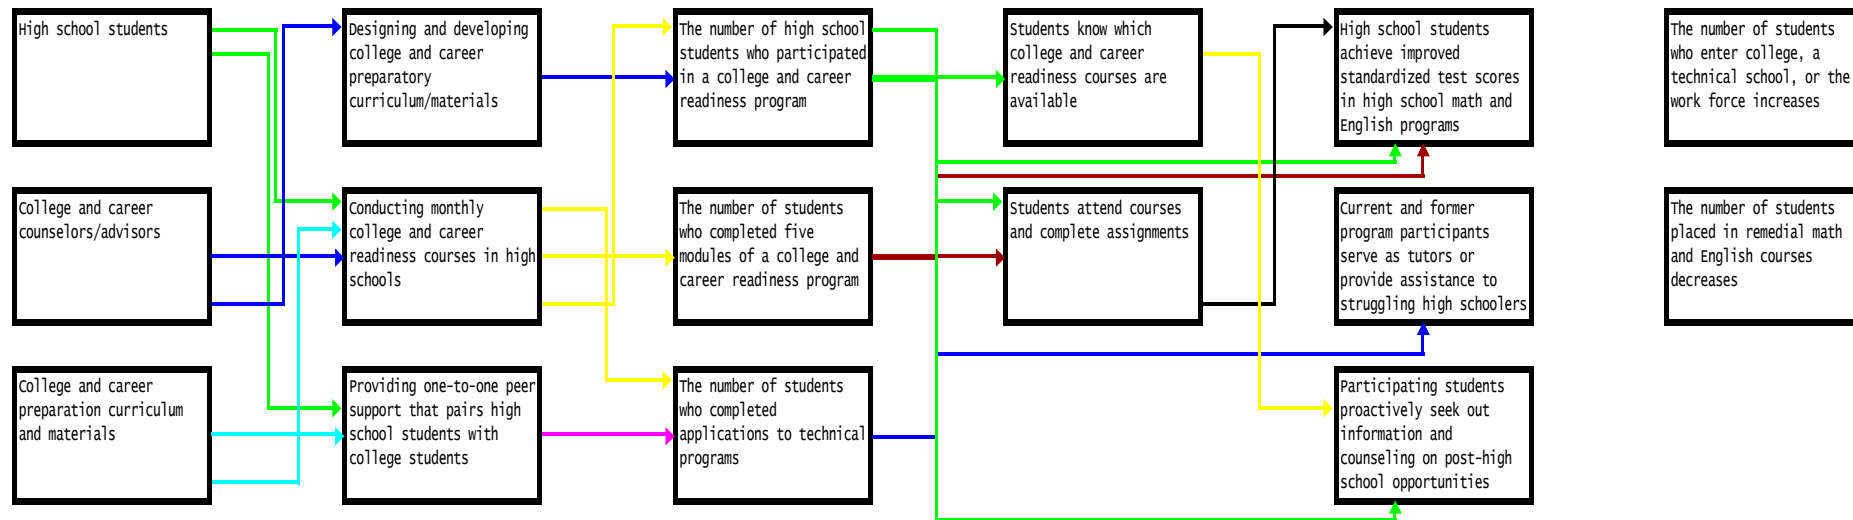 High school students
Designing and developing
college and career
preparatory
curriculum/materials
The number of high school
students who participated
in a college and career
readiness program
Students know which
college and career
readiness courses are
available
High school students
achieve improved
standardized test scores
in high school math and
English programs
The number of students
who enter college, a
technical school, or the
work force increases
College and career
counselors/advisors
Conducting monthly
college and career
readiness courses in high
schools
The number of students
who completed five
modules of a college and
career readiness program
Students attend courses
and complete assignments
Current and former
program participants
serve as tutors or
provide assistance to
struggling high schoolers
The number of students
placed in remedial math
and English courses
decreases
College and career
preparation curriculum
and materials
Providing one-to-one peer
support that pairs high
school students with
college students
The number of students
who completed
applications to technical
programs
Participating students
proactively seek out
information and
counseling on post-high
school opportunities